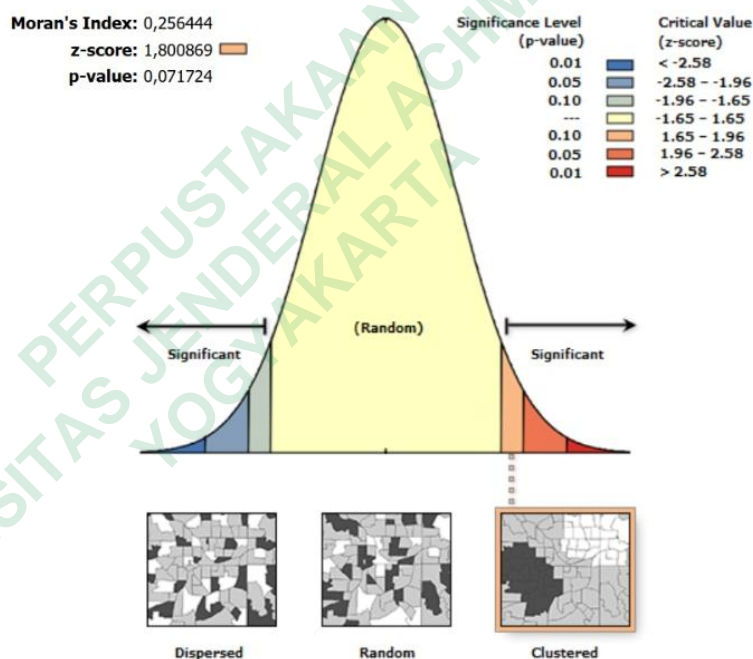 Moran's Index: 0,256444
z-score: 1,800869
p-value: 0,071724
Significance Level
(p-value)
Critical Value
(z-score)
0.01 < -2.58
0.05 -2.58 – -1.96
0.10 -1.96 – -1.65
--- -1.65 – 1.65
0.10 1.65 – 1.96
0.05 1.96 – 2.58
0.01 > 2.58
(Random)
Significant
Significant
Dispersed
Random
Clustered
PERPUSTAKAAN
JENDERAL
YOGYAKARTA